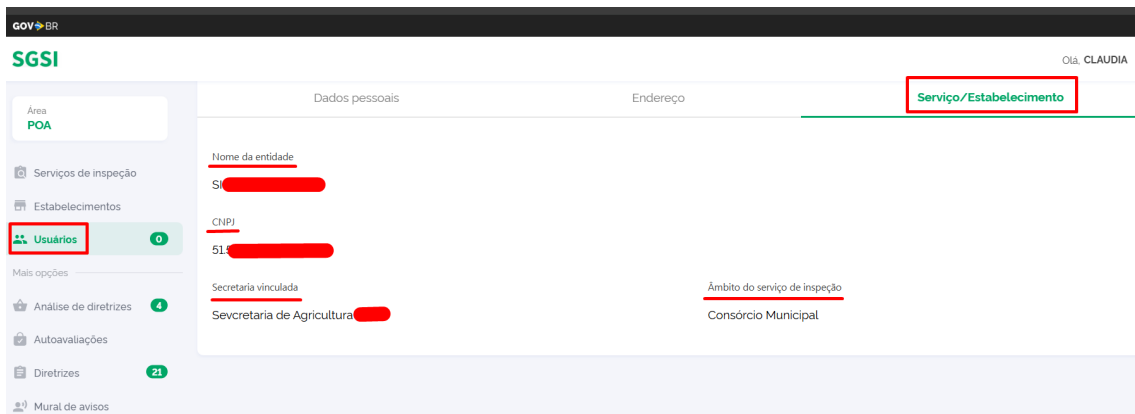 GOV BR
SGSI
Olá, CLAUDIA
Área
POA
Serviços de inspeção
Estabelecimentos
Usuários 0
Mais opções
Análise de diretrizes 4
Autoavaliações
Diretrizes 21
Mural de avisos
Dados pessoais Endereço Serviço/Estabelecimento
Nome da entidade
SI
CNPJ
51.
Secretaria vinculada Âmbito do serviço de inspeção
Sevcretaria de Agricultura Consórcio Municipal